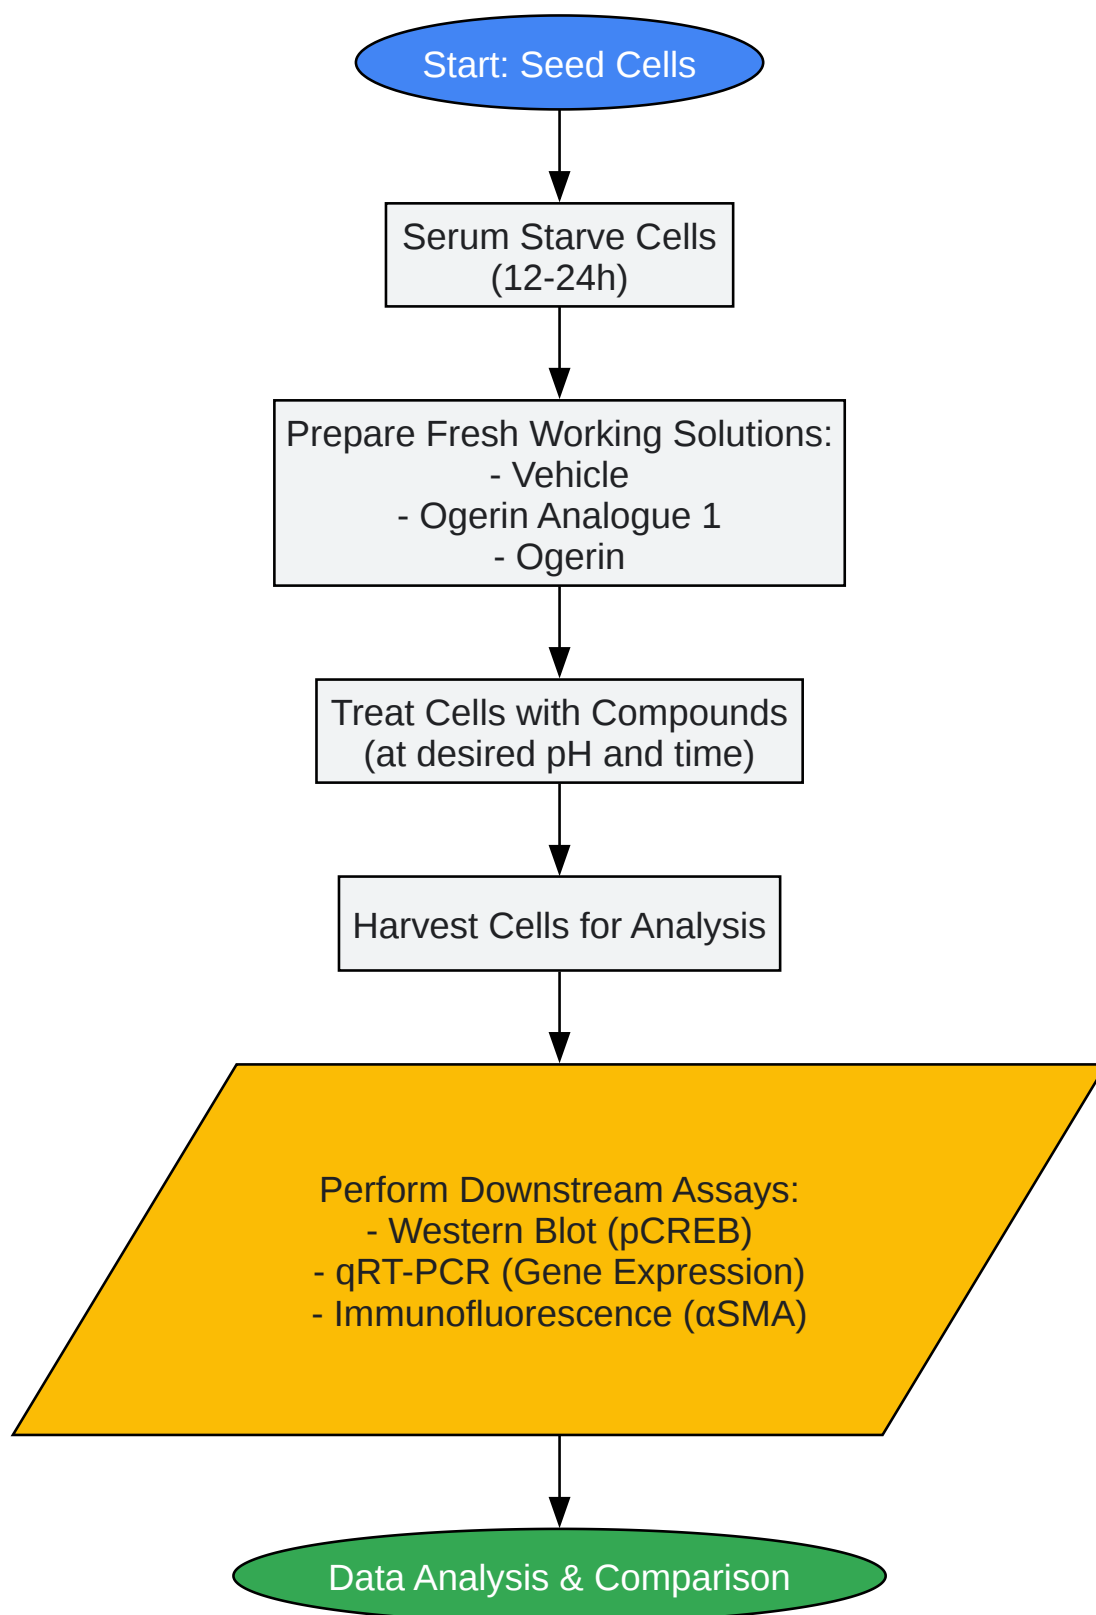 Start: Seed Cells
Serum Starve Cells
(12-24h)
Prepare Fresh Working Solutions:
- Vehicle
- Ogerin Analogue 1
- Ogerin
Treat Cells with Compounds
(at desired pH and time)
Harvest Cells for Analysis
Perform Downstream Assays:
- Western Blot (pCREB)
- qRT-PCR (Gene Expression)
- Immunofluorescence (αSMA)
Data Analysis & Comparison